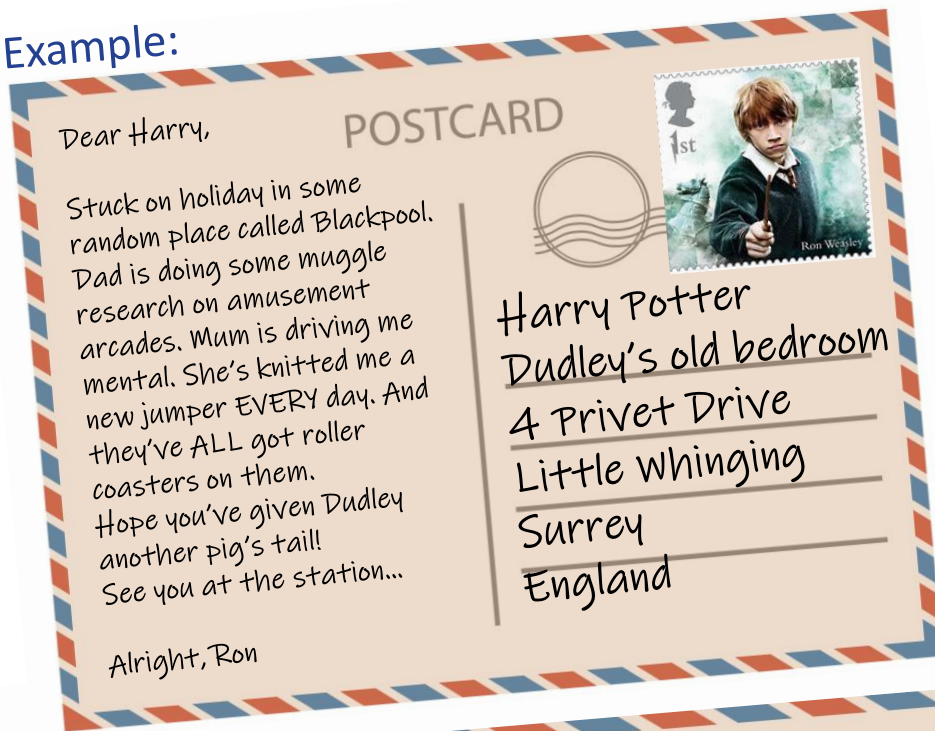 Example:
POSTCARD
Dear Harry,
Stuck on holiday in some
random place called Blackpool.
Dad is doing some muggle
research on amusement
arcades. Mum is driving me
mental. She's knitted me a
new jumper EVERY day. And
they've ALL got roller
coasters on them.
Hope you've given Dudley
another pig's tail!
See you at the station...
Alright, Ron
1st
Ron Weasley
Harry Potter
Dudley's old bedroom
4 Privet Drive
Little Whinging
Surrey
England